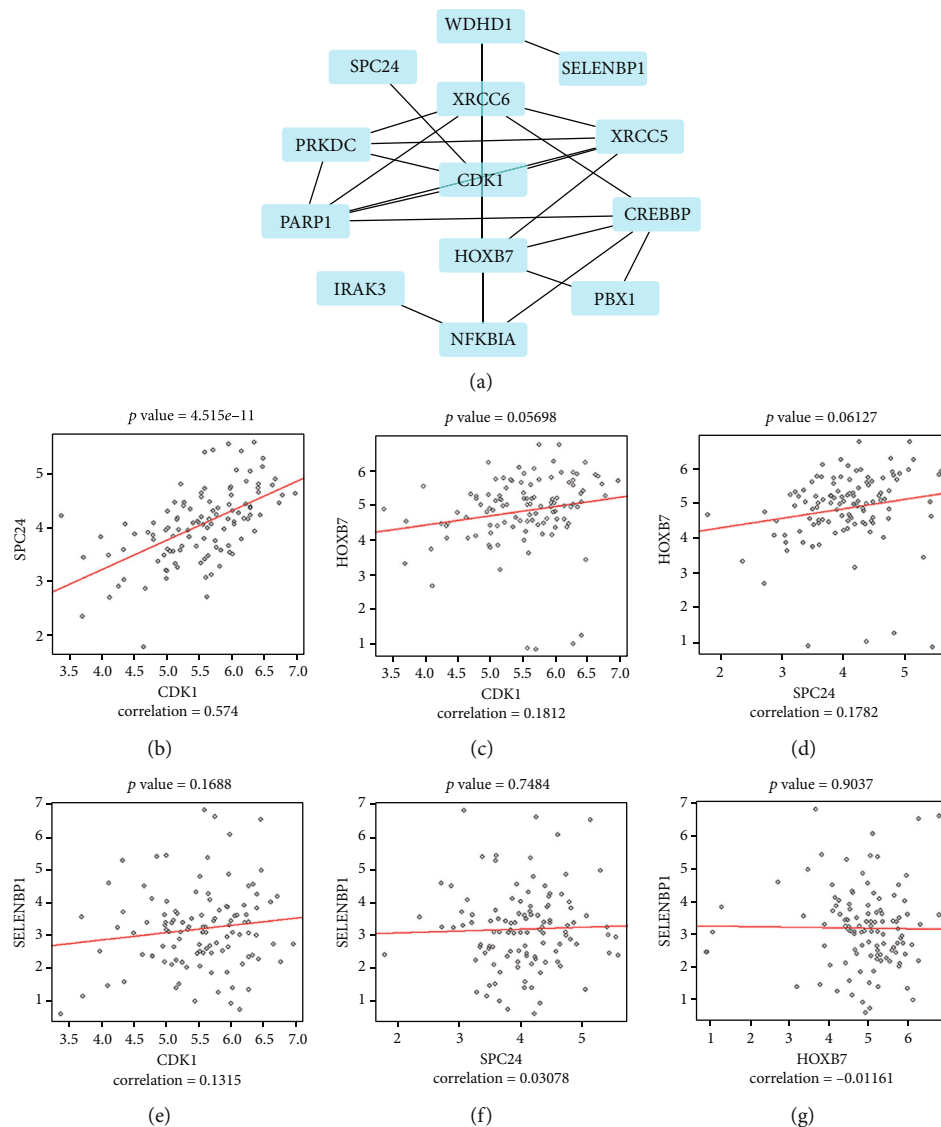 WDHD1
SELENBP1
SPC24
XRCC6
XRCC5
PRKDC
CDK1
PARP1
CREBBP
HOXB7
IRAK3
PBX1
NFKBIA
(a)
p value = 4.515e–11
5
4
3
2
SPC24
3.5 4.0 4.5 5.0 5.5 6.0 6.5 7.0
CDK1
correlation = 0.574
(b)
p value = 0.05698
6
5
4
3
2
1
HOXB7
3.5 4.0 4.5 5.0 5.5 6.0 6.5 7.0
CDK1
correlation = 0.1812
(c)
p value = 0.06127
6
5
4
3
2
1
HOXB7
2 3 4 5
SPC24
correlation = 0.1782
(d)
p value = 0.1688
7
6
5
4
3
2
1
SELENBP1
3.5 4.0 4.5 5.0 5.5 6.0 6.5 7.0
CDK1
correlation = 0.1315
(e)
p value = 0.7484
7
6
5
4
3
2
1
SELENBP1
2 3 4 5
SPC24
correlation = 0.03078
(f)
p value = 0.9037
7
6
5
4
3
2
1
SELENBP1
1 2 3 4 5 6
HOXB7
correlation = –0.01161
(g)